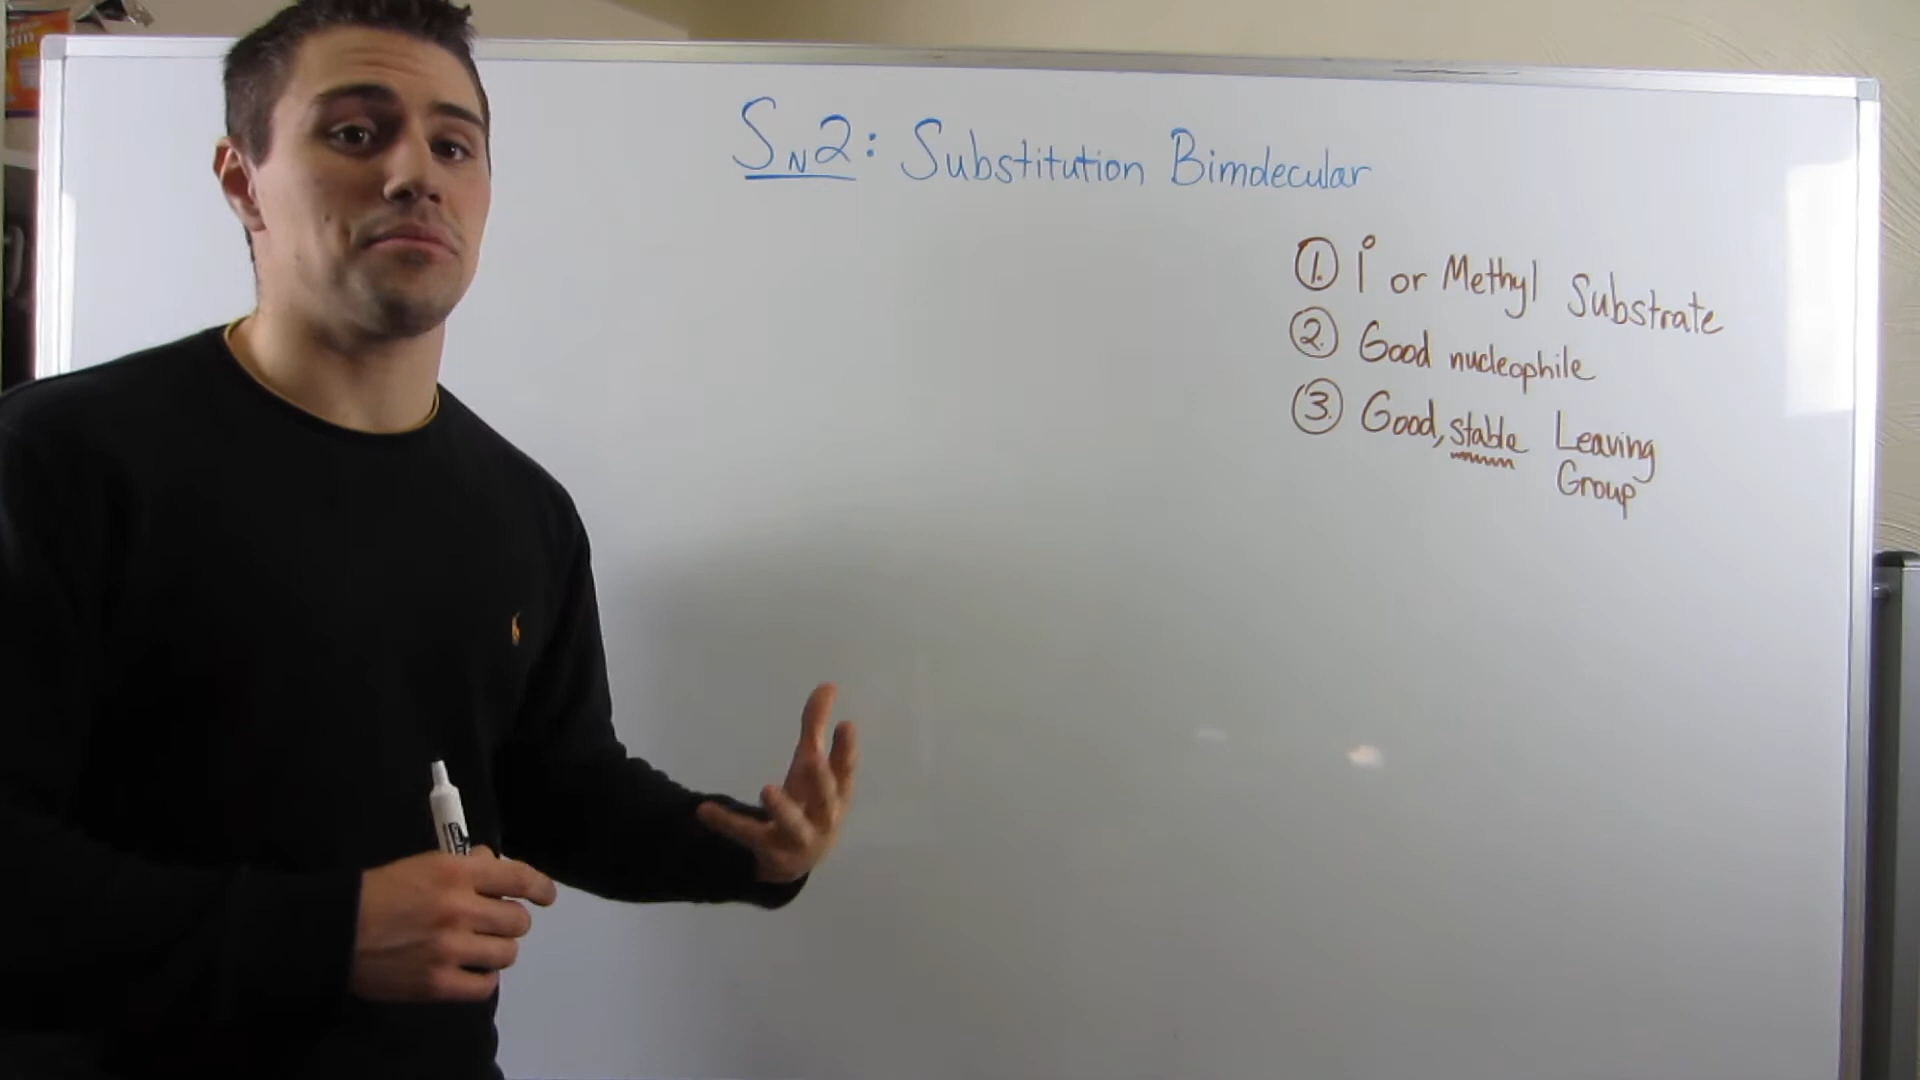 SN2: Substitution Bimolecular
1. 1° or Methyl Substrate
2. Good nucleophile
3. Good, stable Leaving
Group